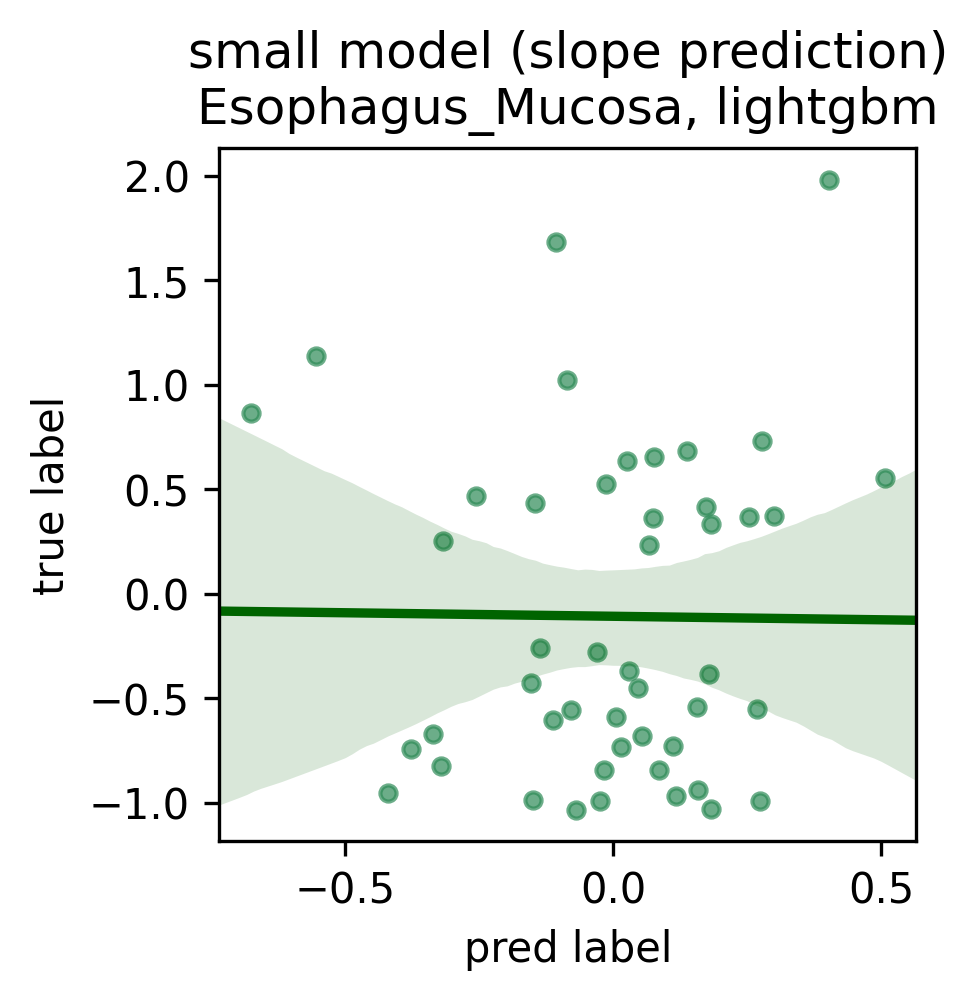 small model (slope prediction)
Esophagus_Mucosa, lightgbm
2.0
1.5
1.0
0.5
0.0
−0.5
−1.0
true label
−0.5 0.0 0.5
pred label